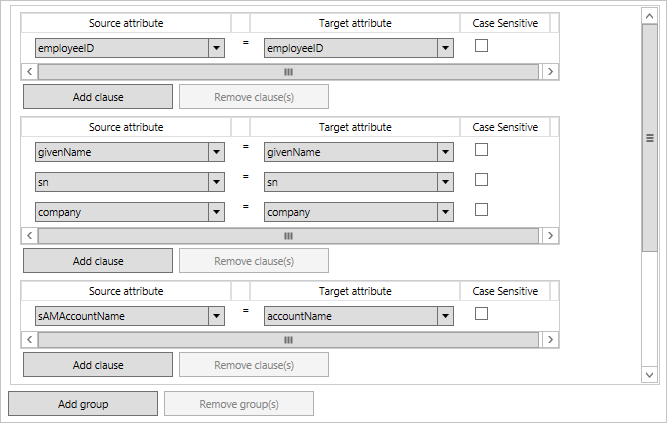 Source attribute Target attribute Case Sensitive
employeeID = employeeID
Add clause Remove clause(s)
Source attribute Target attribute Case Sensitive
givenName = givenName
sn = sn
company = company
Add clause Remove clause(s)
Source attribute Target attribute Case Sensitive
sAMAccountName = accountName
Add clause Remove clause(s)
Add group Remove group(s)